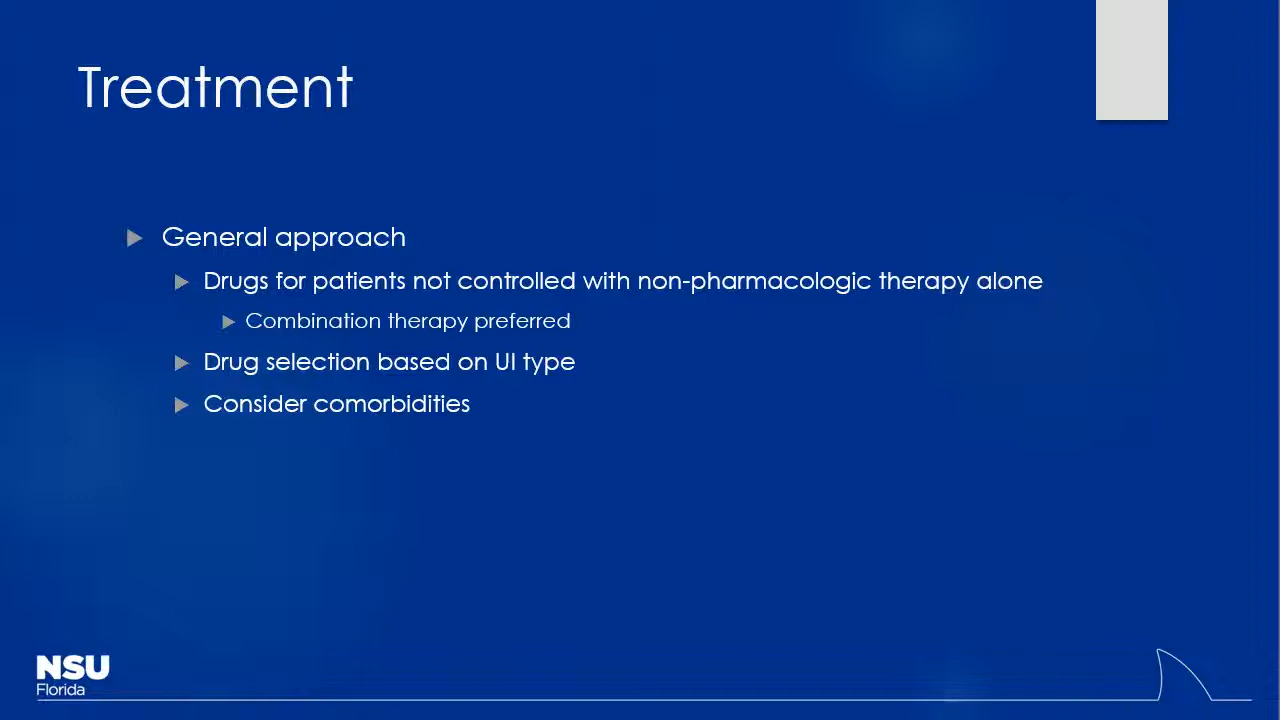 Treatment
General approach
Drugs for patients not controlled with non-pharmacologic therapy alone
Combination therapy preferred
Drug selection based on UI type
Consider comorbidities
NSU
Florida